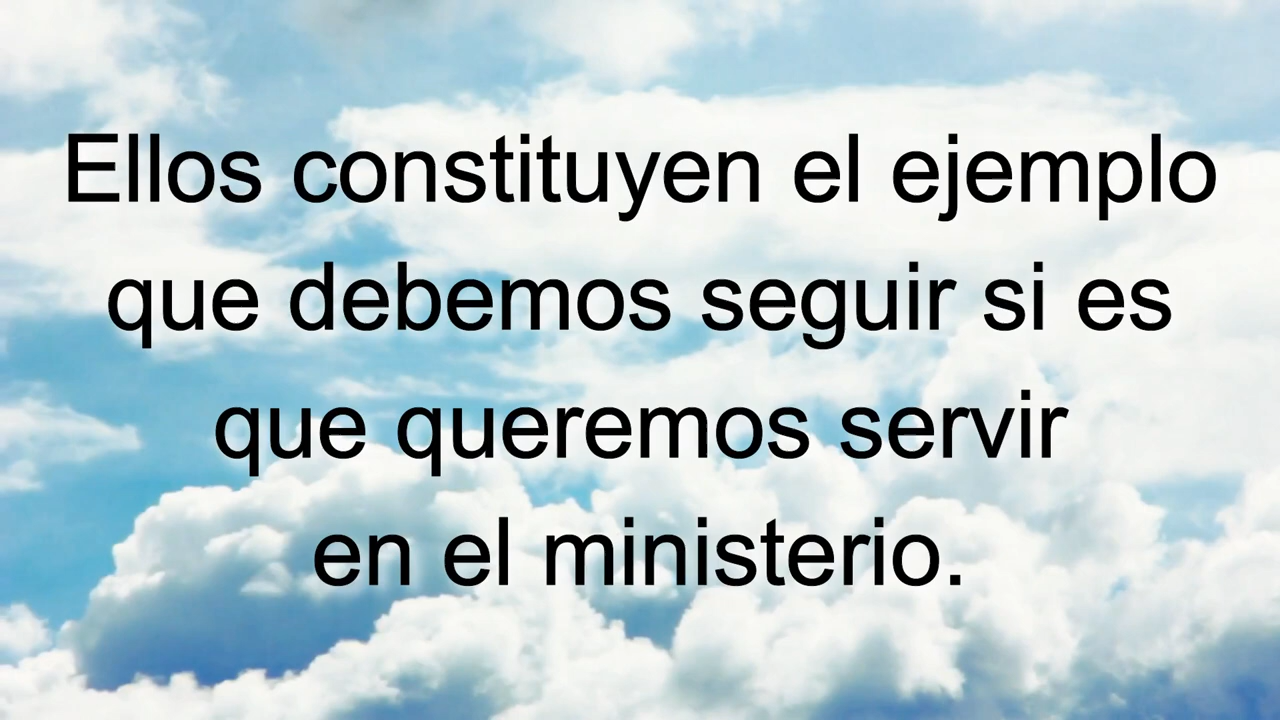 Ellos constituyen el ejemplo
que debemos seguir si es
que queremos servir
en el ministerio.